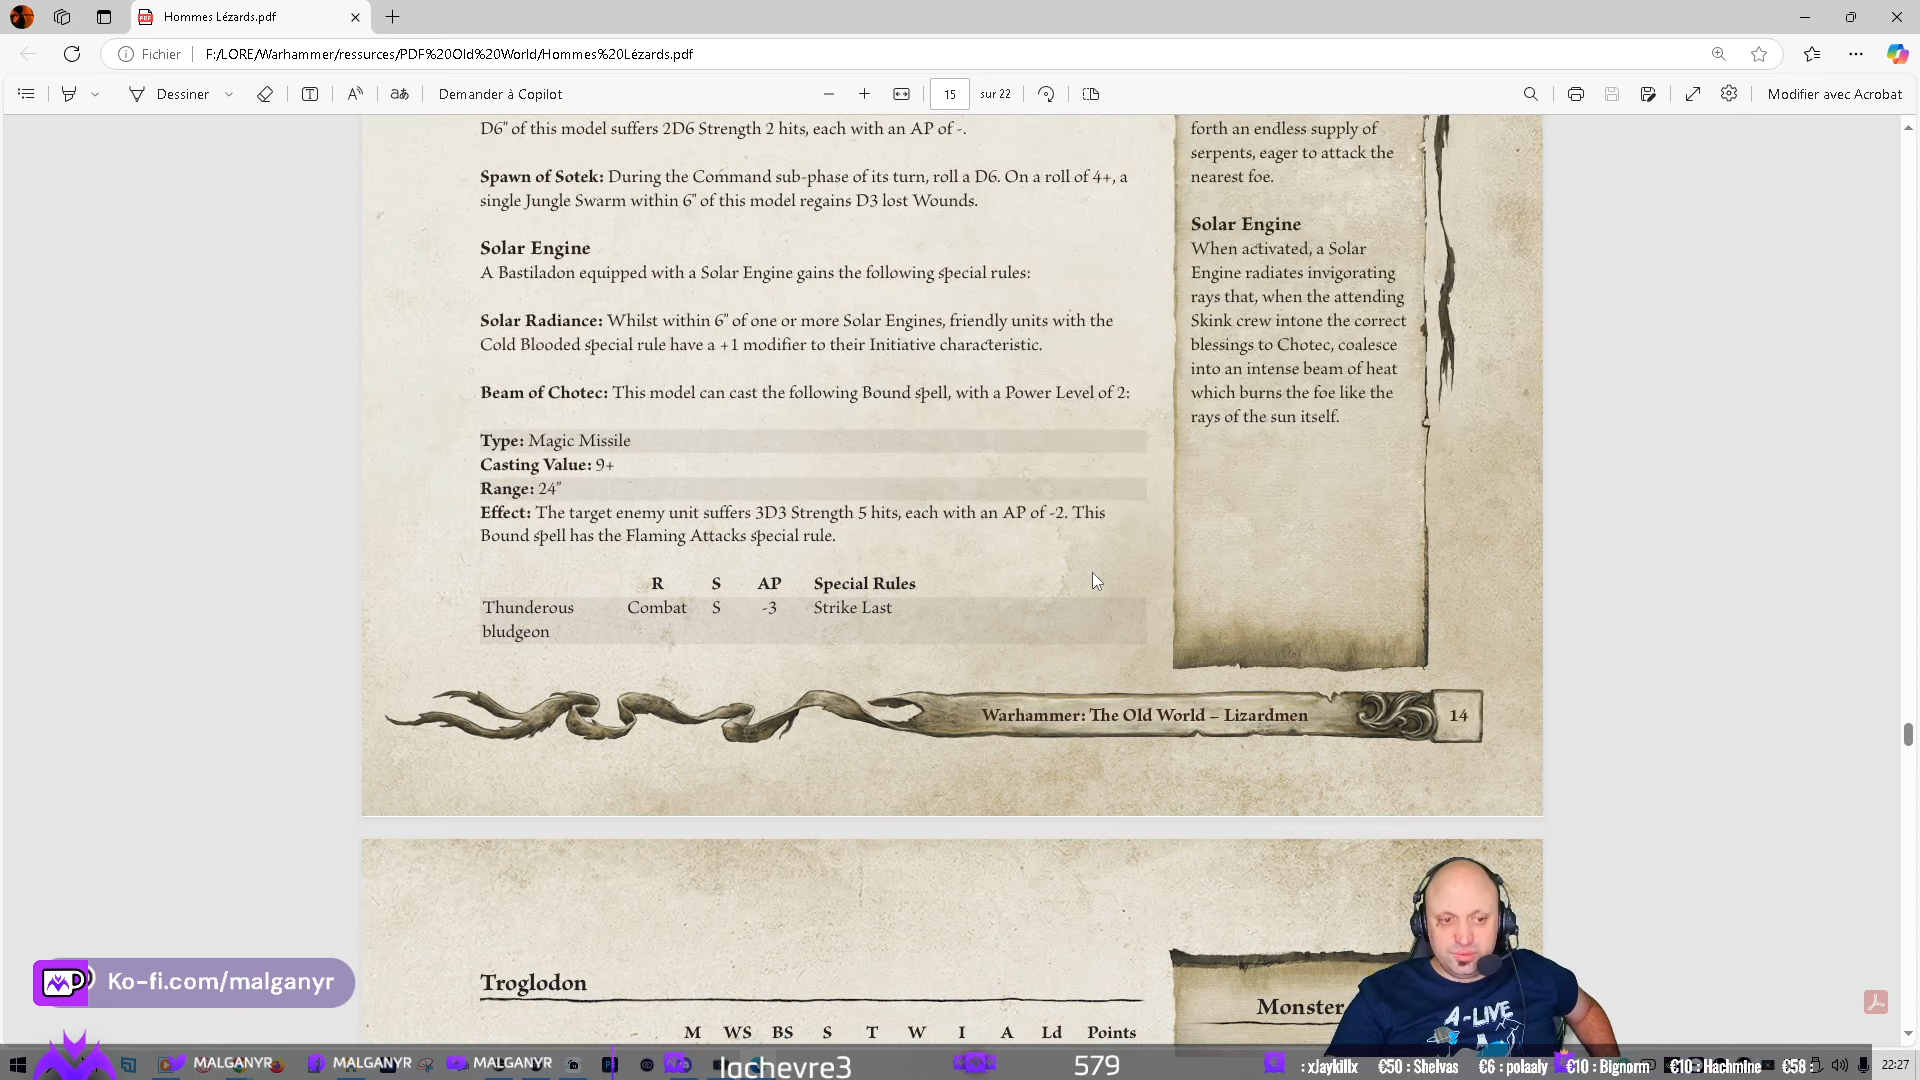 Hommes Lézards.pdf
Fichier
F:/LORE/Warhammer/ressources/PDF%20Old%20World/Hommes%20Lézards.pdf
Dessiner
Demander à Copilot
15
sur 22
Modifier avec Acrobat
D6" of this model suffers 2D6 Strength 2 hits, each with an AP of -.
Spawn of Sotek: During the Command sub-phase of its turn, roll a D6. On a roll of 4+, a
single Jungle Swarm within 6" of this model regains D3 lost Wounds.
Solar Engine
A Bastiladon equipped with a Solar Engine gains the following special rules:
Solar Radiance: Whilst within 6" of one or more Solar Engines, friendly units with the
Cold Blooded special rule have a +1 modifier to their Initiative characteristic.
Beam of Chotec: This model can cast the following Bound spell, with a Power Level of 2:
Type: Magic Missile
Casting Value: 9+
Range: 24"
Effect: The target enemy unit suffers 3D3 Strength 5 hits, each with an AP of -2. This
Bound spell has the Flaming Attacks special rule.
R S AP Special Rules
Thunderous Combat S -3 Strike Last
bludgeon
forth an endless supply of
serpents, eager to attack the
nearest foe.
Solar Engine
When activated, a Solar
Engine radiates invigorating
rays that, when the attending
Skink crew intone the correct
blessings to Chotec, coalesce
into an intense beam of heat
which burns the foe like the
rays of the sun itself.
Warhammer: The Old World – Lizardmen
14
Troglodon
M WS BS S T W I A Ld Points
Monster
A-LIVE
Ko-fi.com/malganyr
MALGANYR
MALGANYR
MALGANYR
lachevre3
579
: xJaykillx €50 : Shelvas €6 : polaaly €10 : Bignorm €10 : Hachmine €58 :
22:27